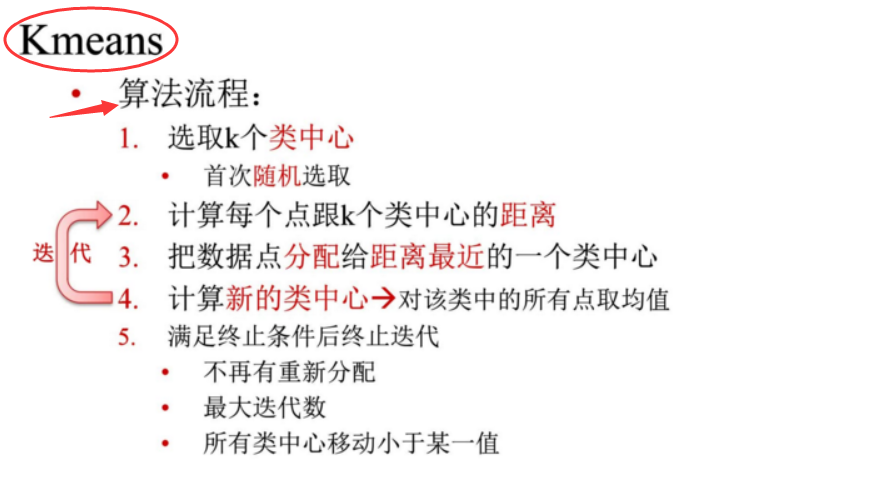 Kmeans
• 算法流程：
1. 选取k个类中心
• 首次随机选取
2. 计算每个点跟k个类中心的距离
迭 代
3. 把数据点分配给距离最近的一个类中心
4. 计算新的类中心→对该类中的所有点取均值
5. 满足终止条件后终止迭代
• 不再有重新分配
• 最大迭代数
• 所有类中心移动小于某一值